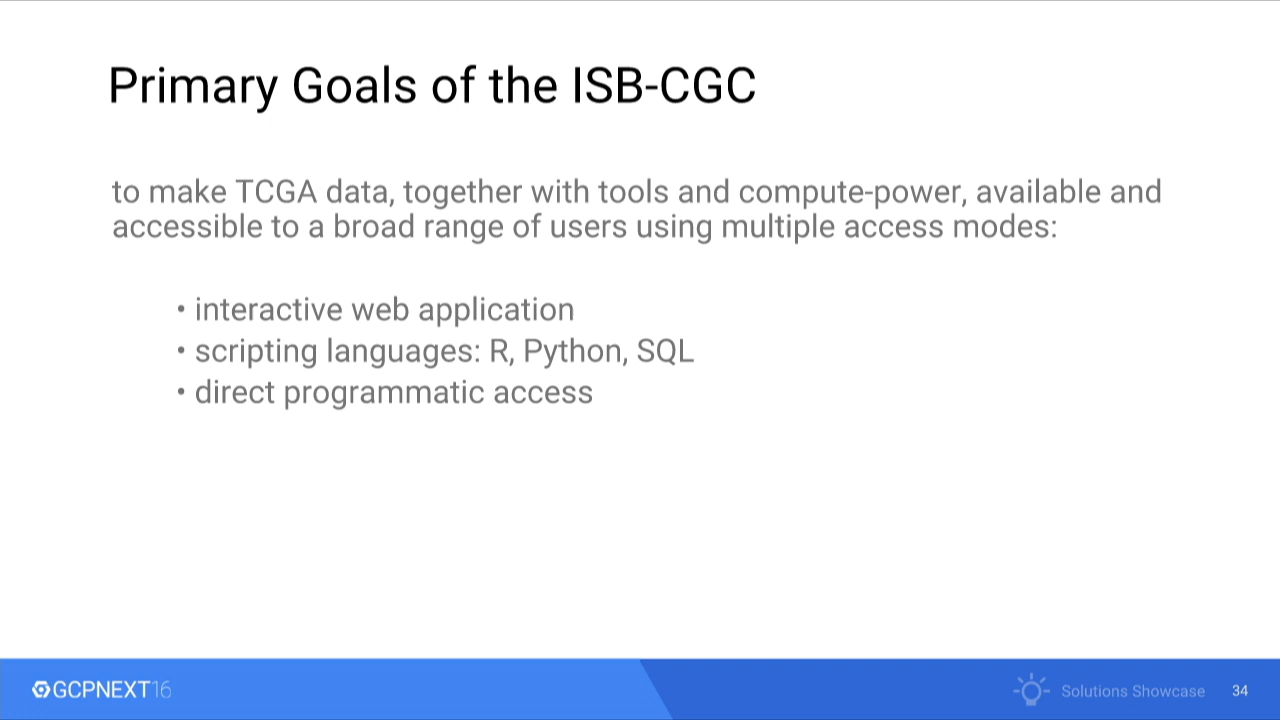 Primary Goals of the ISB-CGC
to make TCGA data, together with tools and compute-power, available and
accessible to a broad range of users using multiple access modes:
• interactive web application
• scripting languages: R, Python, SQL
• direct programmatic access
GCPNEXT16
Solutions Showcase
34